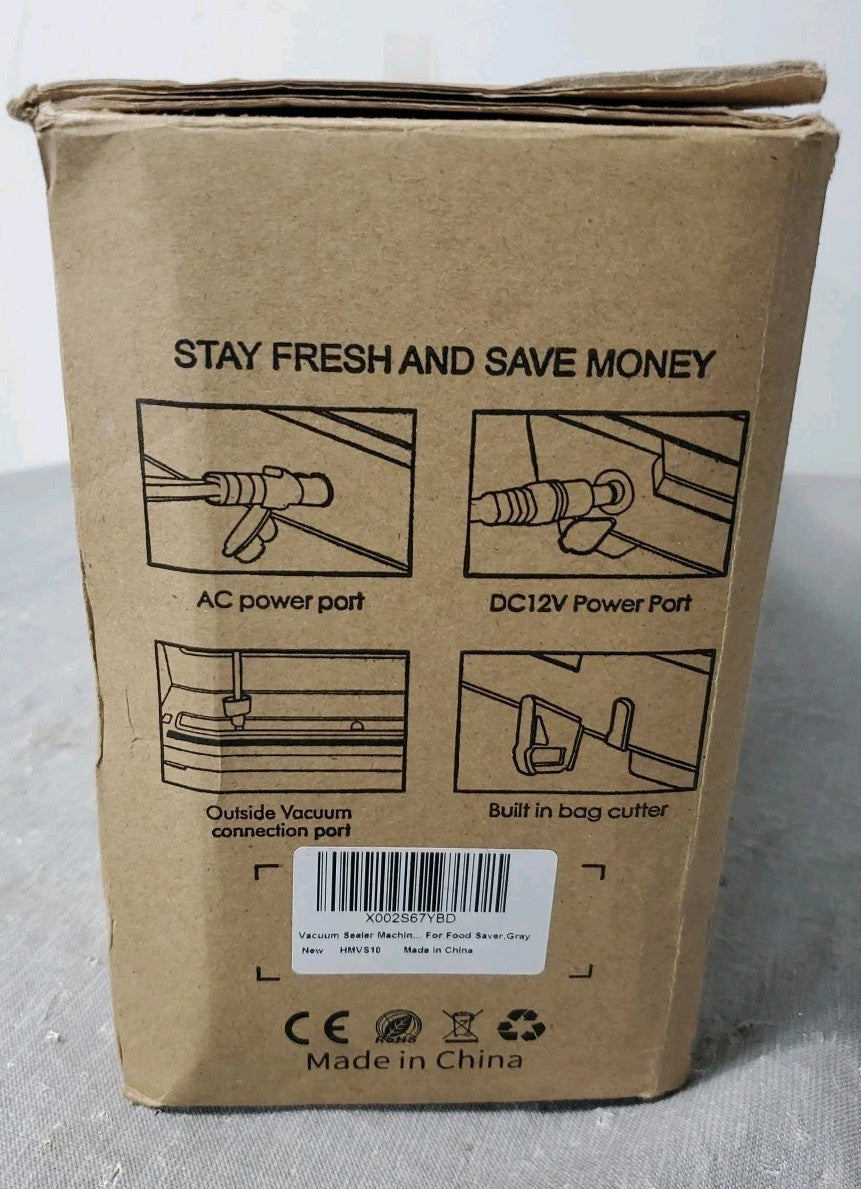 STAY FRESH AND SAVE MONEY
AC power port
DC12V Power Port
Outside Vacuum
connection port
Built in bag cutter
X002S67YBD
Vacuum Sealer Machin... For Food Saver,Gray
New HMVS10 Made in China
CE
RoHS
Made in China